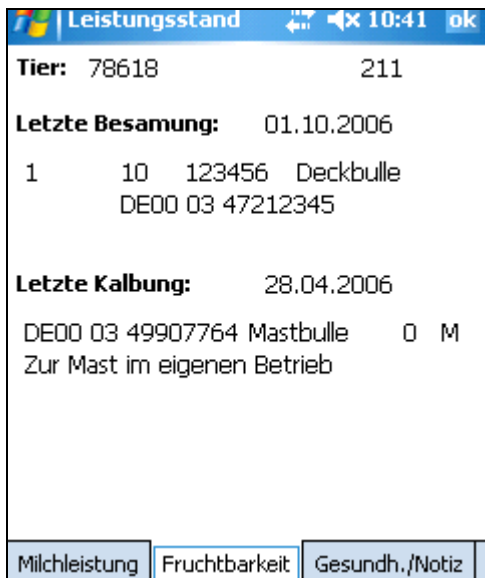 Leistungsstand 10:41 ok
Tier: 78618 211
Letzte Besamung: 01.10.2006
1 10 123456 Deckbulle
DE00 03 47212345
Letzte Kalbung: 28.04.2006
DE00 03 49907764 Mastbulle 0 M
Zur Mast im eigenen Betrieb
Milchleistung Fruchtbarkeit Gesundh./Notiz